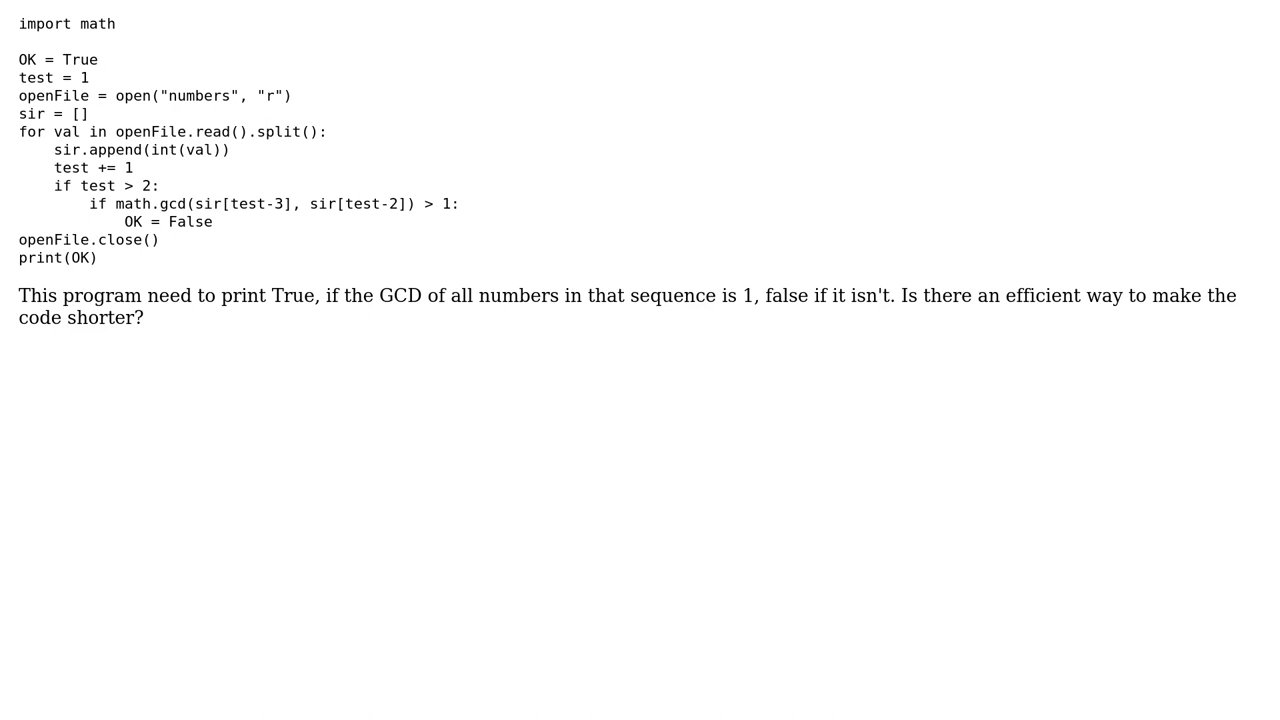 import math

OK = True
test = 1
openFile = open("numbers", "r")
sir = []
for val in openFile.read().split():
    sir.append(int(val))
    test += 1
    if test > 2:
        if math.gcd(sir[test-3], sir[test-2]) > 1:
            OK = False
openFile.close()
print(OK)

This program need to print True, if the GCD of all numbers in that sequence is 1, false if it isn't. Is there an efficient way to make the
code shorter?